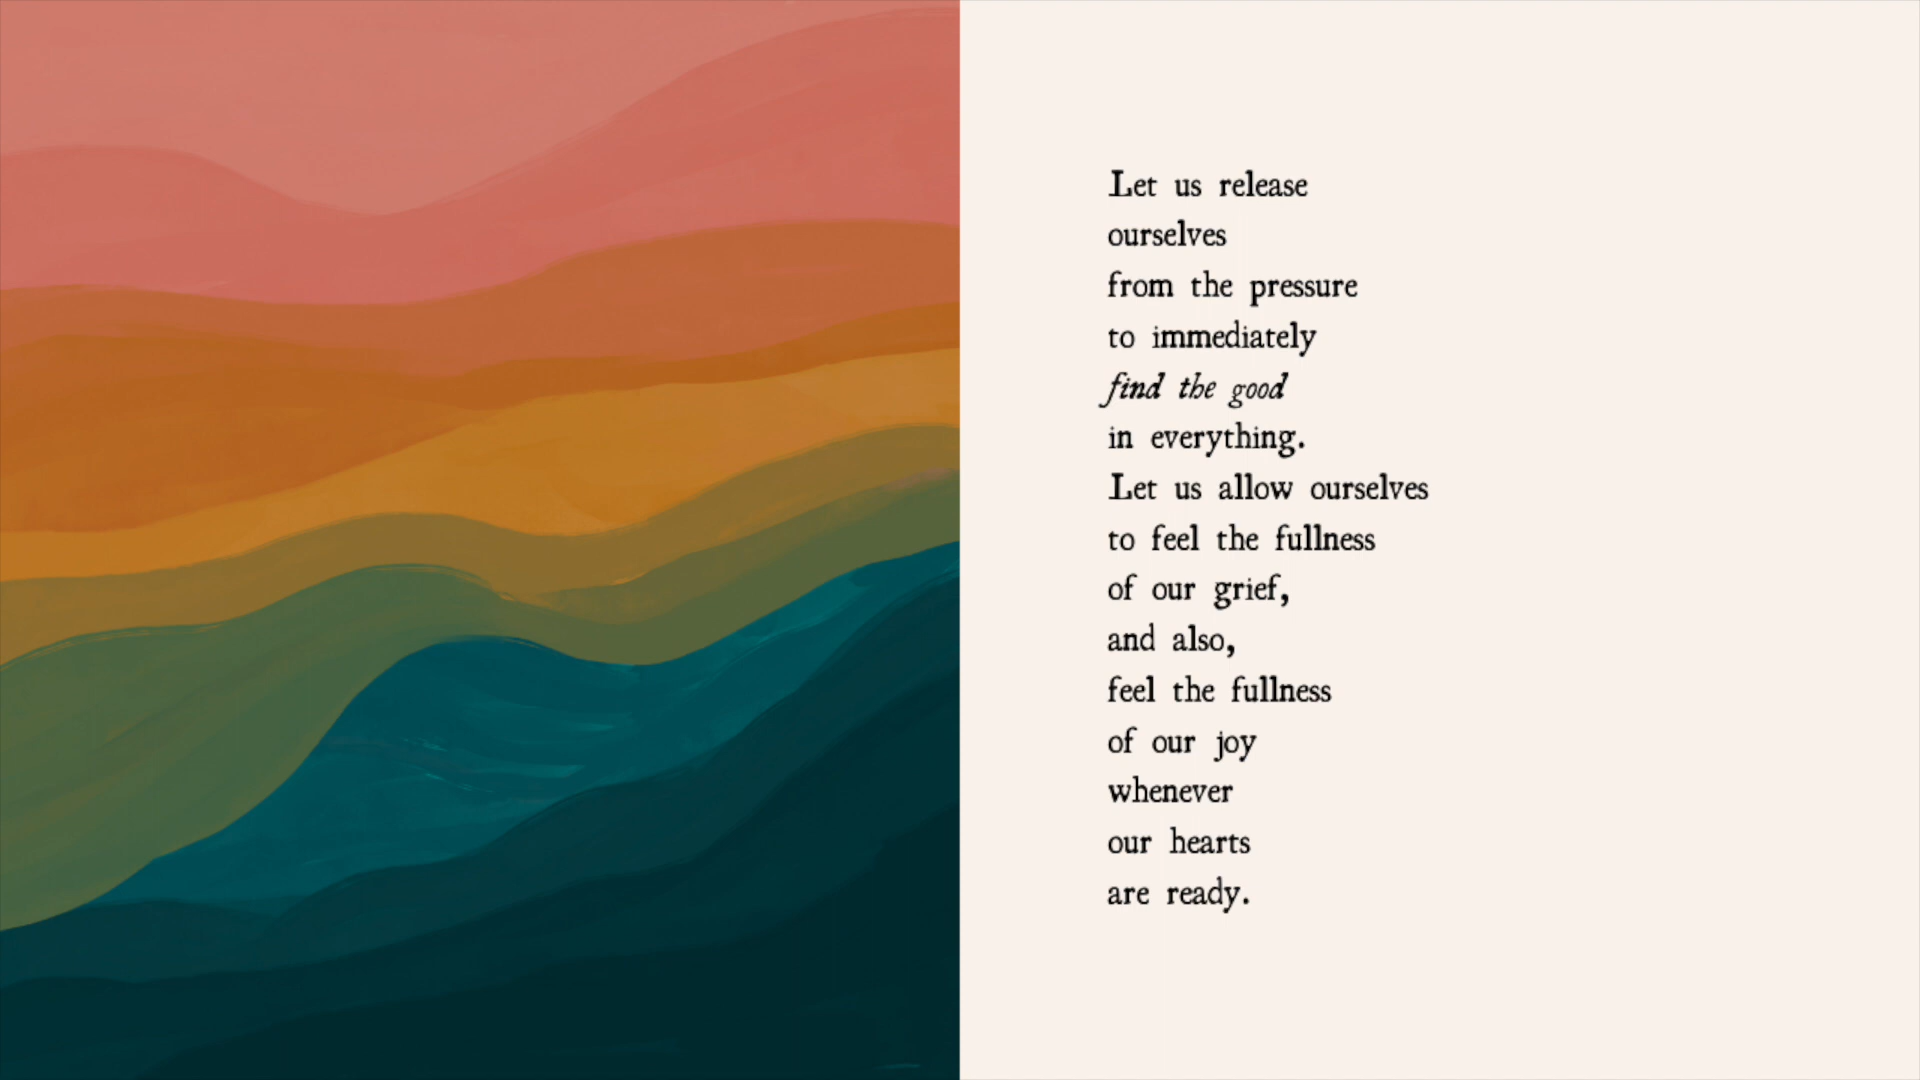 Let us release
ourselves
from the pressure
to immediately
find the good
in everything.
Let us allow ourselves
to feel the fullness
of our grief,
and also,
feel the fullness
of our joy
whenever
our hearts
are ready.